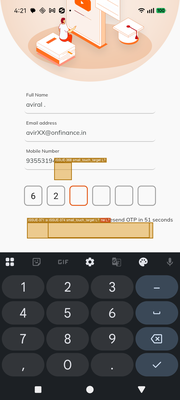 4:21
Full Name
aviral .
Email address
avirXX@onfinance.in
Mobile Number
9355319
6 2
send OTP in 51 seconds
GIF
1 2 3 −
4 5 6
7 8 9
, 0 .